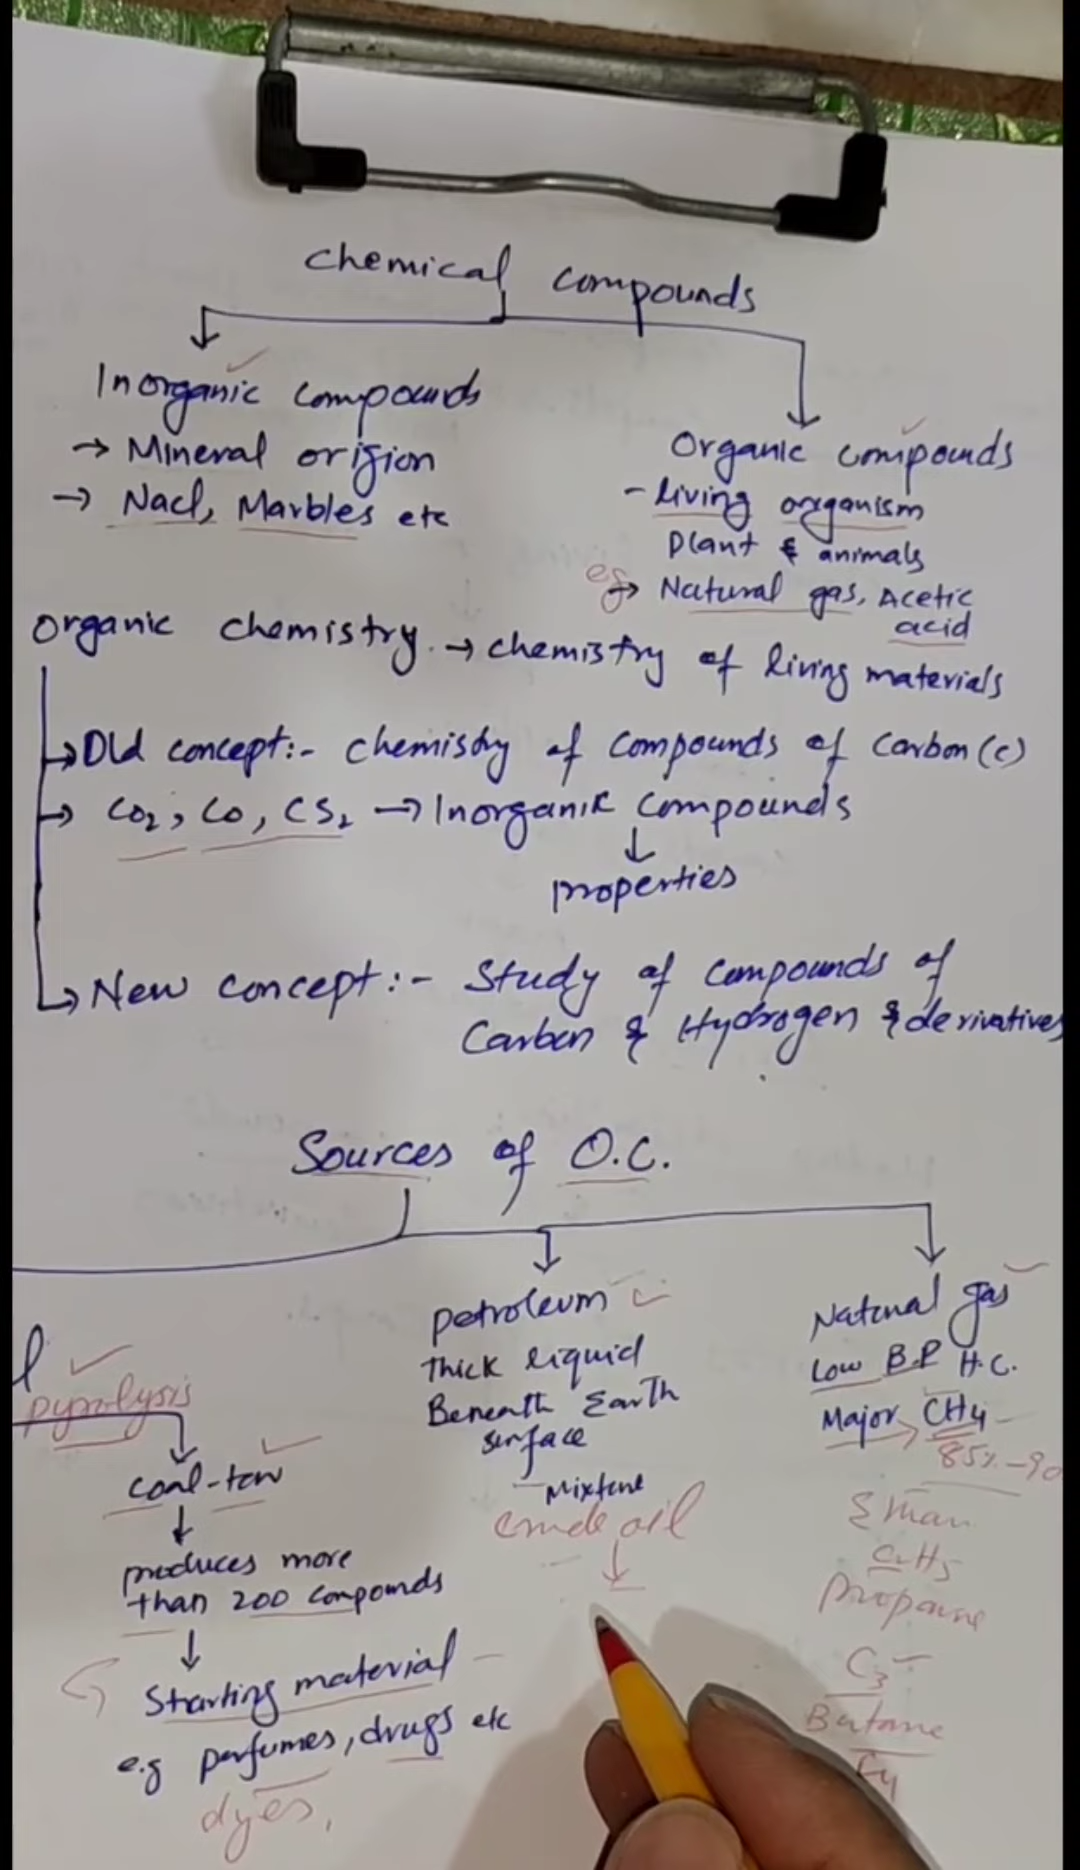 Chemical compounds
Inorganic compounds
→ Mineral origion
→ Nacl, Marbles etc
Organic compounds
- living organism
Plant & animals
eg → Natural gas, Acetic
acid
Organic chemistry → chemistry of living materials
→ Old concept:- chemistry of compounds of Carbon (c)
→ CO2, CO, CS2 → Inorganic compounds
↓
properties
→ New concept:- Study of compounds of
Carbon & Hydrogen & derivatives
Sources of O.C.
l
pyrolysis
coal-tar
↓
produces more
than 200 compounds
↓
Starting material
e.g perfumes, drugs etc
dyes,
petroleum
Thick liquid
Beneath Earth
surface
- Mixture
crude oil
↓
Natural gas
Low B.P H.C.
Major → CH4
85% - 90
Propane
C3
Butane